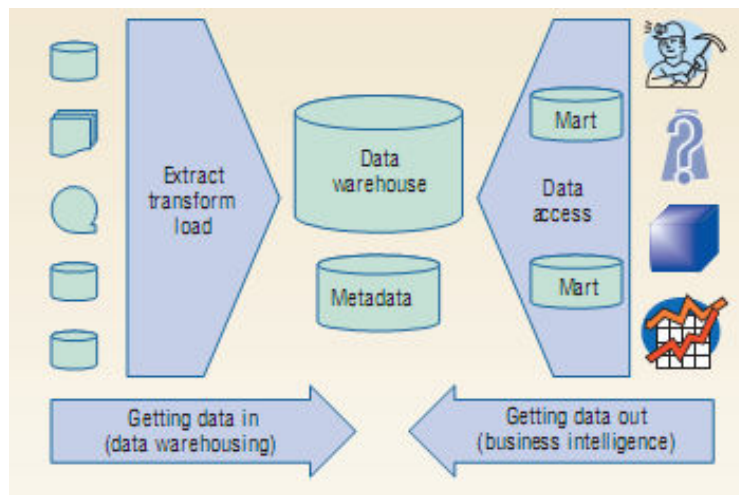 Extract
transform
load
Data
warehouse
Metadata
Mart
Data
access
Mart
Getting data in
(data warehousing)
Getting data out
(business intelligence)